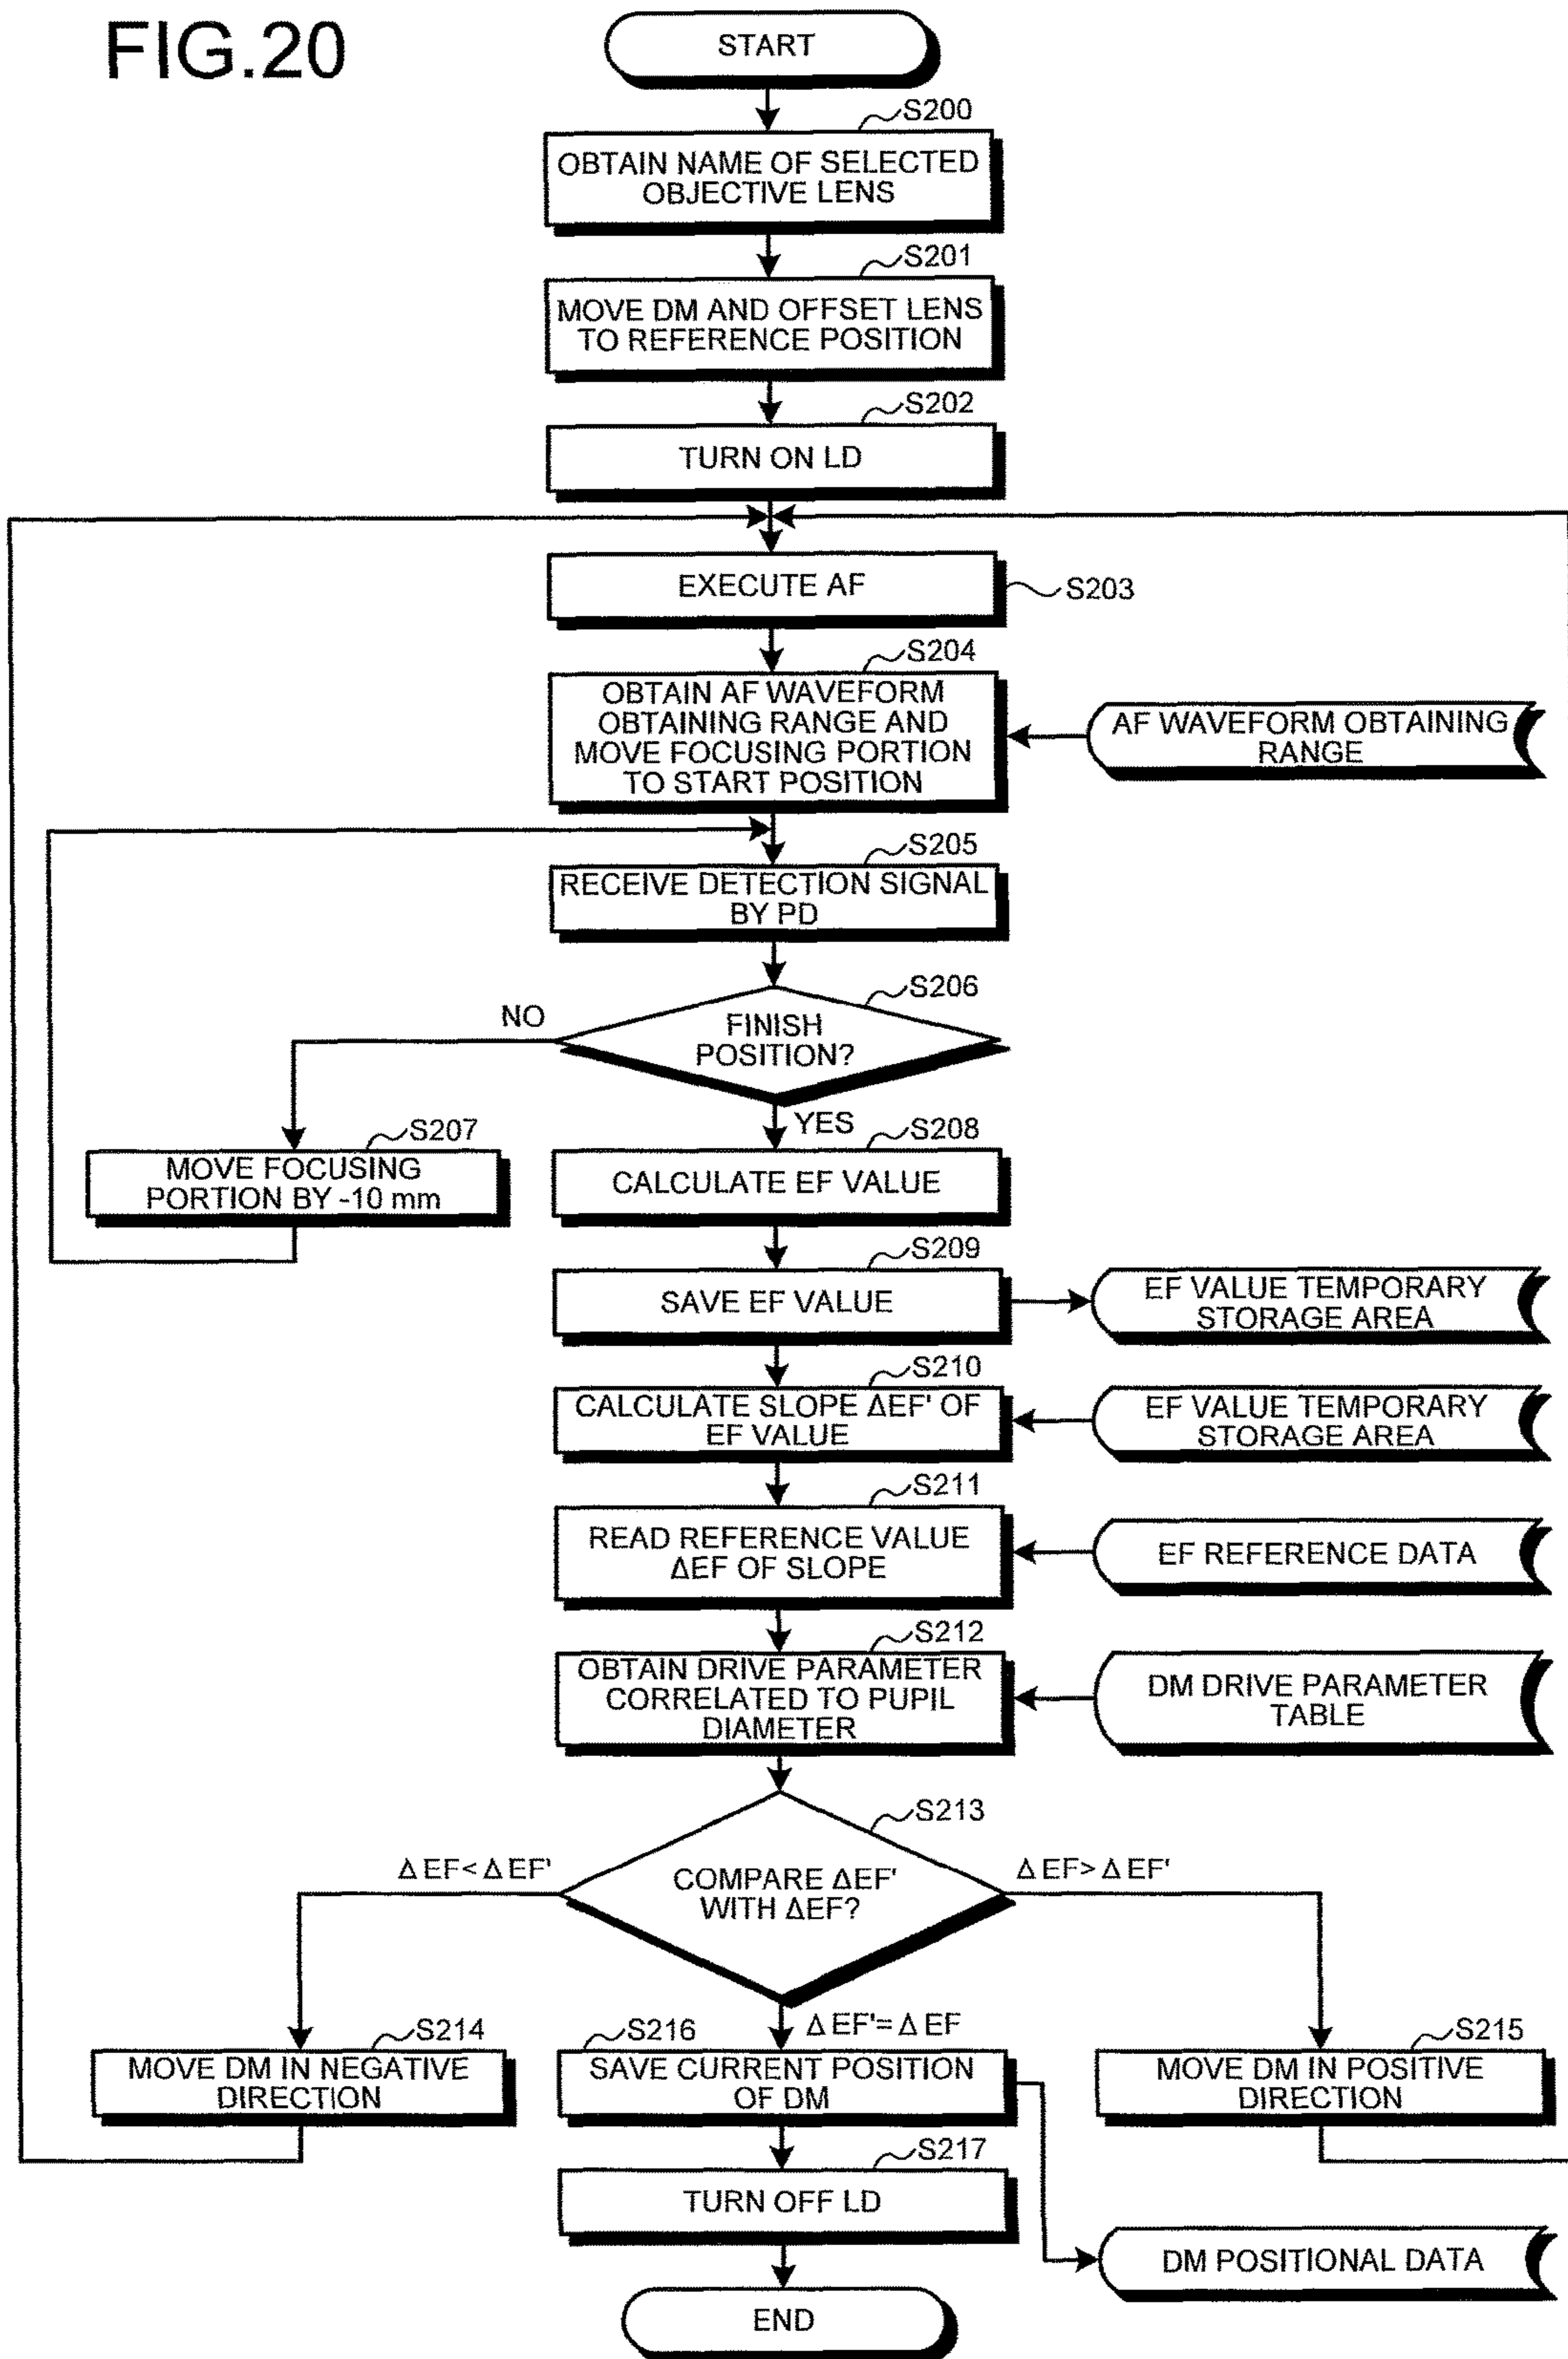 FIG.20
START
S200
OBTAIN NAME OF SELECTED
OBJECTIVE LENS
S201
MOVE DM AND OFFSET LENS
TO REFERENCE POSITION
S202
TURN ON LD
EXECUTE AF
S203
S204
OBTAIN AF WAVEFORM
OBTAINING RANGE AND
MOVE FOCUSING PORTION
TO START POSITION
AF WAVEFORM OBTAINING
RANGE
S205
RECEIVE DETECTION SIGNAL
BY PD
S206
NO
FINISH
POSITION?
YES
S207
MOVE FOCUSING
PORTION BY -10 mm
S208
CALCULATE EF VALUE
S209
SAVE EF VALUE
EF VALUE TEMPORARY
STORAGE AREA
S210
CALCULATE SLOPE ΔEF' OF
EF VALUE
EF VALUE TEMPORARY
STORAGE AREA
S211
READ REFERENCE VALUE
ΔEF OF SLOPE
EF REFERENCE DATA
S212
OBTAIN DRIVE PARAMETER
CORRELATED TO PUPIL
DIAMETER
DM DRIVE PARAMETER
TABLE
S213
Δ EF< Δ EF'
COMPARE ΔEF'
WITH ΔEF?
Δ EF> Δ EF'
Δ EF'= Δ EF
S214
MOVE DM IN NEGATIVE
DIRECTION
S216
SAVE CURRENT POSITION
OF DM
S215
MOVE DM IN POSITIVE
DIRECTION
S217
TURN OFF LD
DM POSITIONAL DATA
END